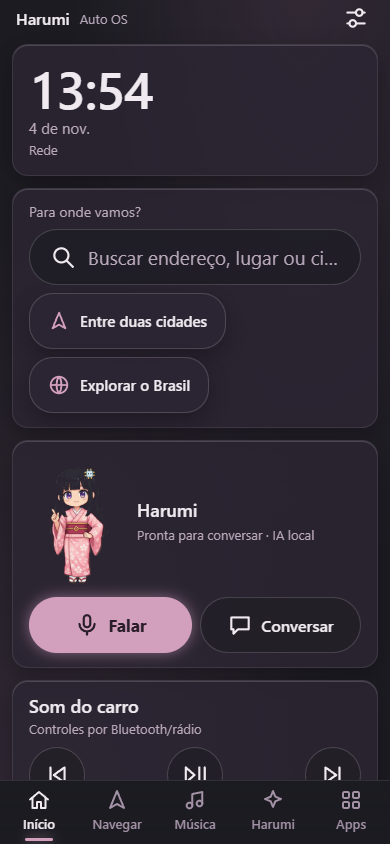 Harumi Auto OS
13:54
4 de nov.
Rede
Para onde vamos?
Buscar endereço, lugar ou ci...
Entre duas cidades
Explorar o Brasil
Harumi
Pronta para conversar · IA local
Falar
Conversar
Som do carro
Controles por Bluetooth/rádio
Início
Navegar
Música
Harumi
Apps